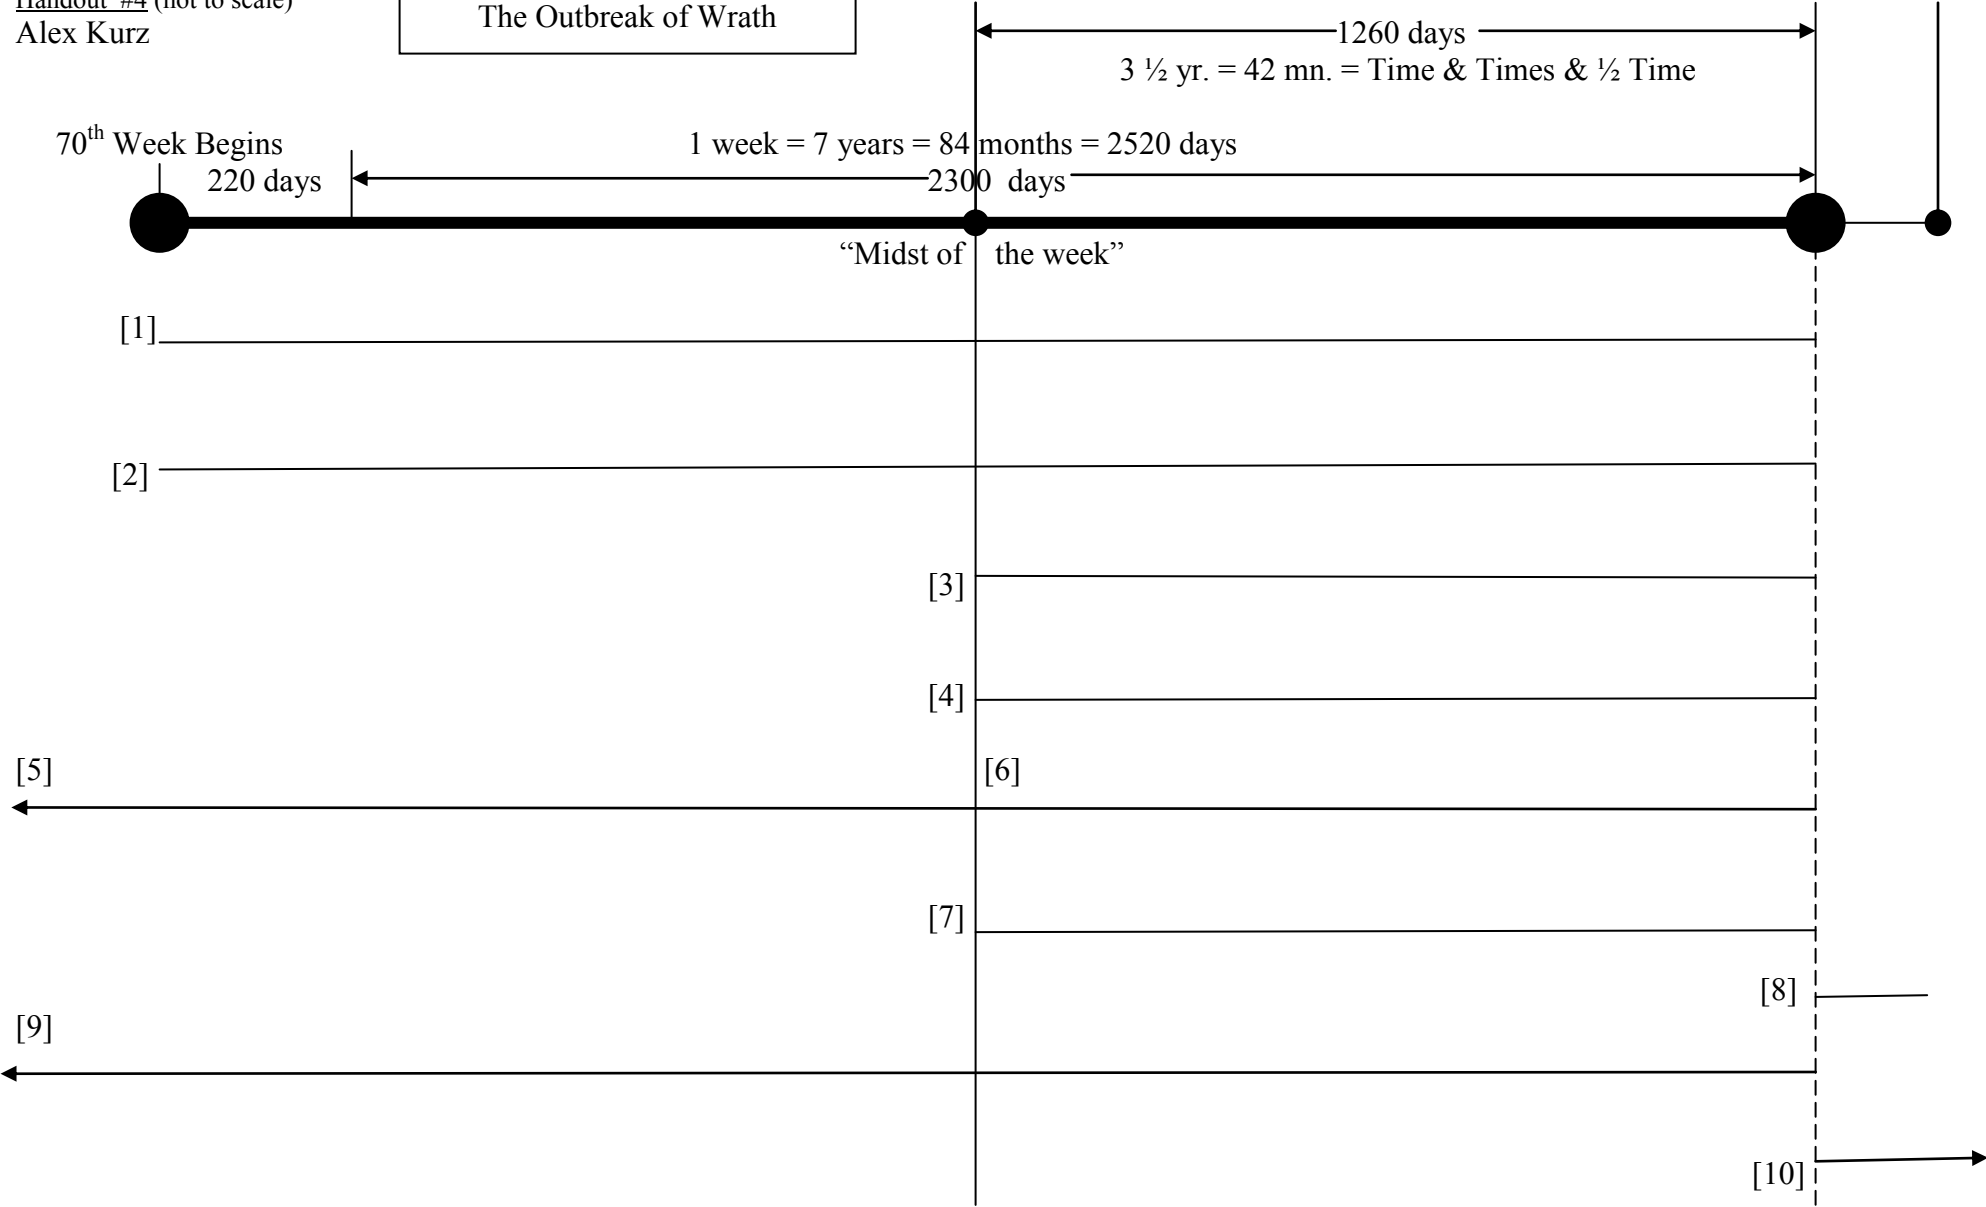 Handout #4 (not to scale)
Alex Kurz
The Outbreak of Wrath
1260 days
3 ½ yr. = 42 mn. = Time & Times & ½ Time
70th Week Begins
1 week = 7 years = 84 months = 2520 days
220 days
2300 days
“Midst of the week”
[1]
[2]
[3]
[4]
[5]
[6]
[7]
[8]
[9]
[10]